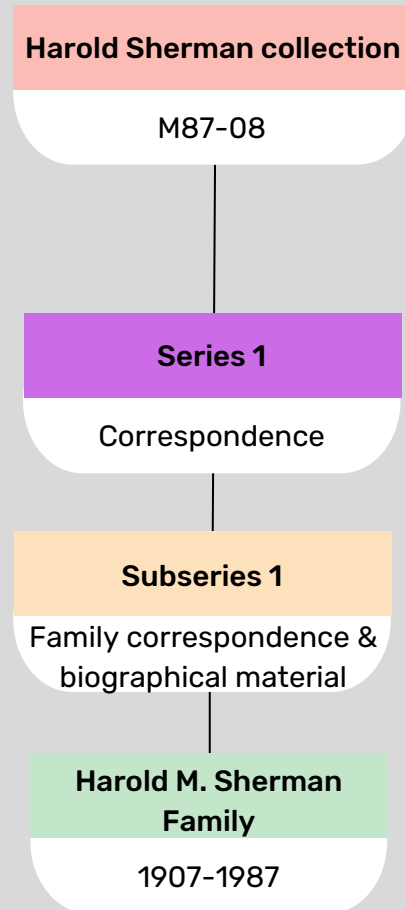 Harold Sherman collection
M87-08
Series 1
Correspondence
Subseries 1
Family correspondence &
biographical material
Harold M. Sherman
Family
1907-1987